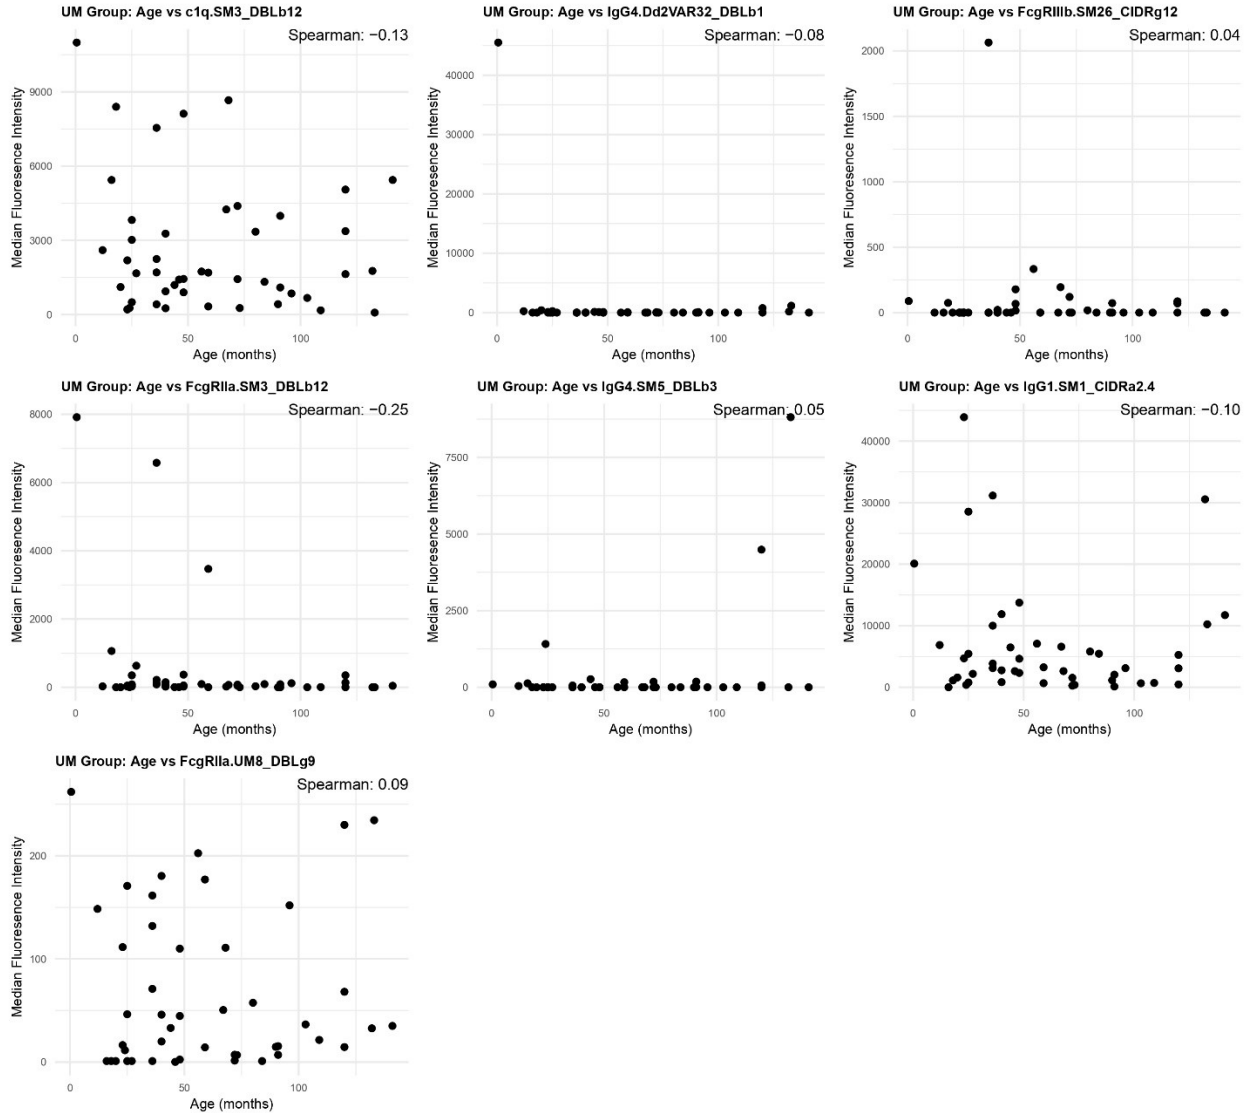 UM Group: Age vs c1q.SM3_DBLb12
Spearman: −0.13
9000
6000
3000
0
Median Fluoresence Intensity
50
100
Age (months)
UM Group: Age vs IgG4.Dd2VAR32_DBLb1
Spearman: −0.08
40000
30000
20000
10000
0
Median Fluoresence Intensity
0
50
100
Age (months)
UM Group: Age vs FcgRIIIb.SM26_CIDRg12
Spearman: 0.04
2000
1500
1000
500
0
Median Fluoresence Intensity
0
50
100
Age (months)
UM Group: Age vs FcgRIIa.SM3_DBLb12
Spearman: −0.25
8000
6000
4000
2000
0
Median Fluoresence Intensity
0
50
100
Age (months)
UM Group: Age vs IgG4.SM5_DBLb3
Spearman: 0.05
7500
5000
2500
0
Median Fluoresence Intensity
0
50
100
Age (months)
UM Group: Age vs IgG1.SM1_CIDRa2.4
Spearman: −0.10
40000
30000
20000
10000
0
Median Fluoresence Intensity
0
50
100
Age (months)
UM Group: Age vs FcgRIIa.UM8_DBLg9
Spearman: 0.09
200
100
0
Median Fluoresence Intensity
0
50
100
Age (months)